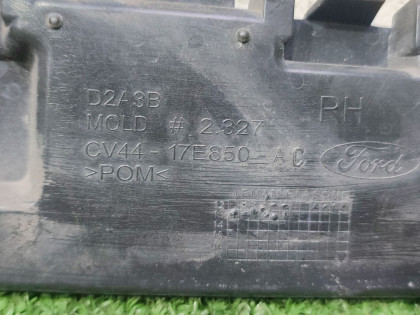 D2A3B
MOLD # 2.327
RH
CV44-17E850-AC
Ford
>POM<